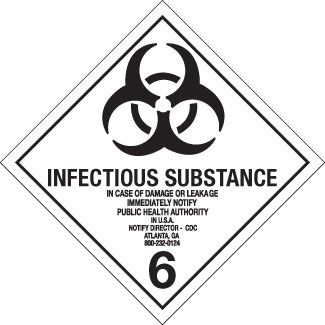 INFECTIOUS SUBSTANCE
IN CASE OF DAMAGE OR LEAKAGE
IMMEDIATELY NOTIFY
PUBLIC HEALTH AUTHORITY
IN U.S.A.
NOTIFY DIRECTOR - CDC
ATLANTA, GA
800-232-0124
6